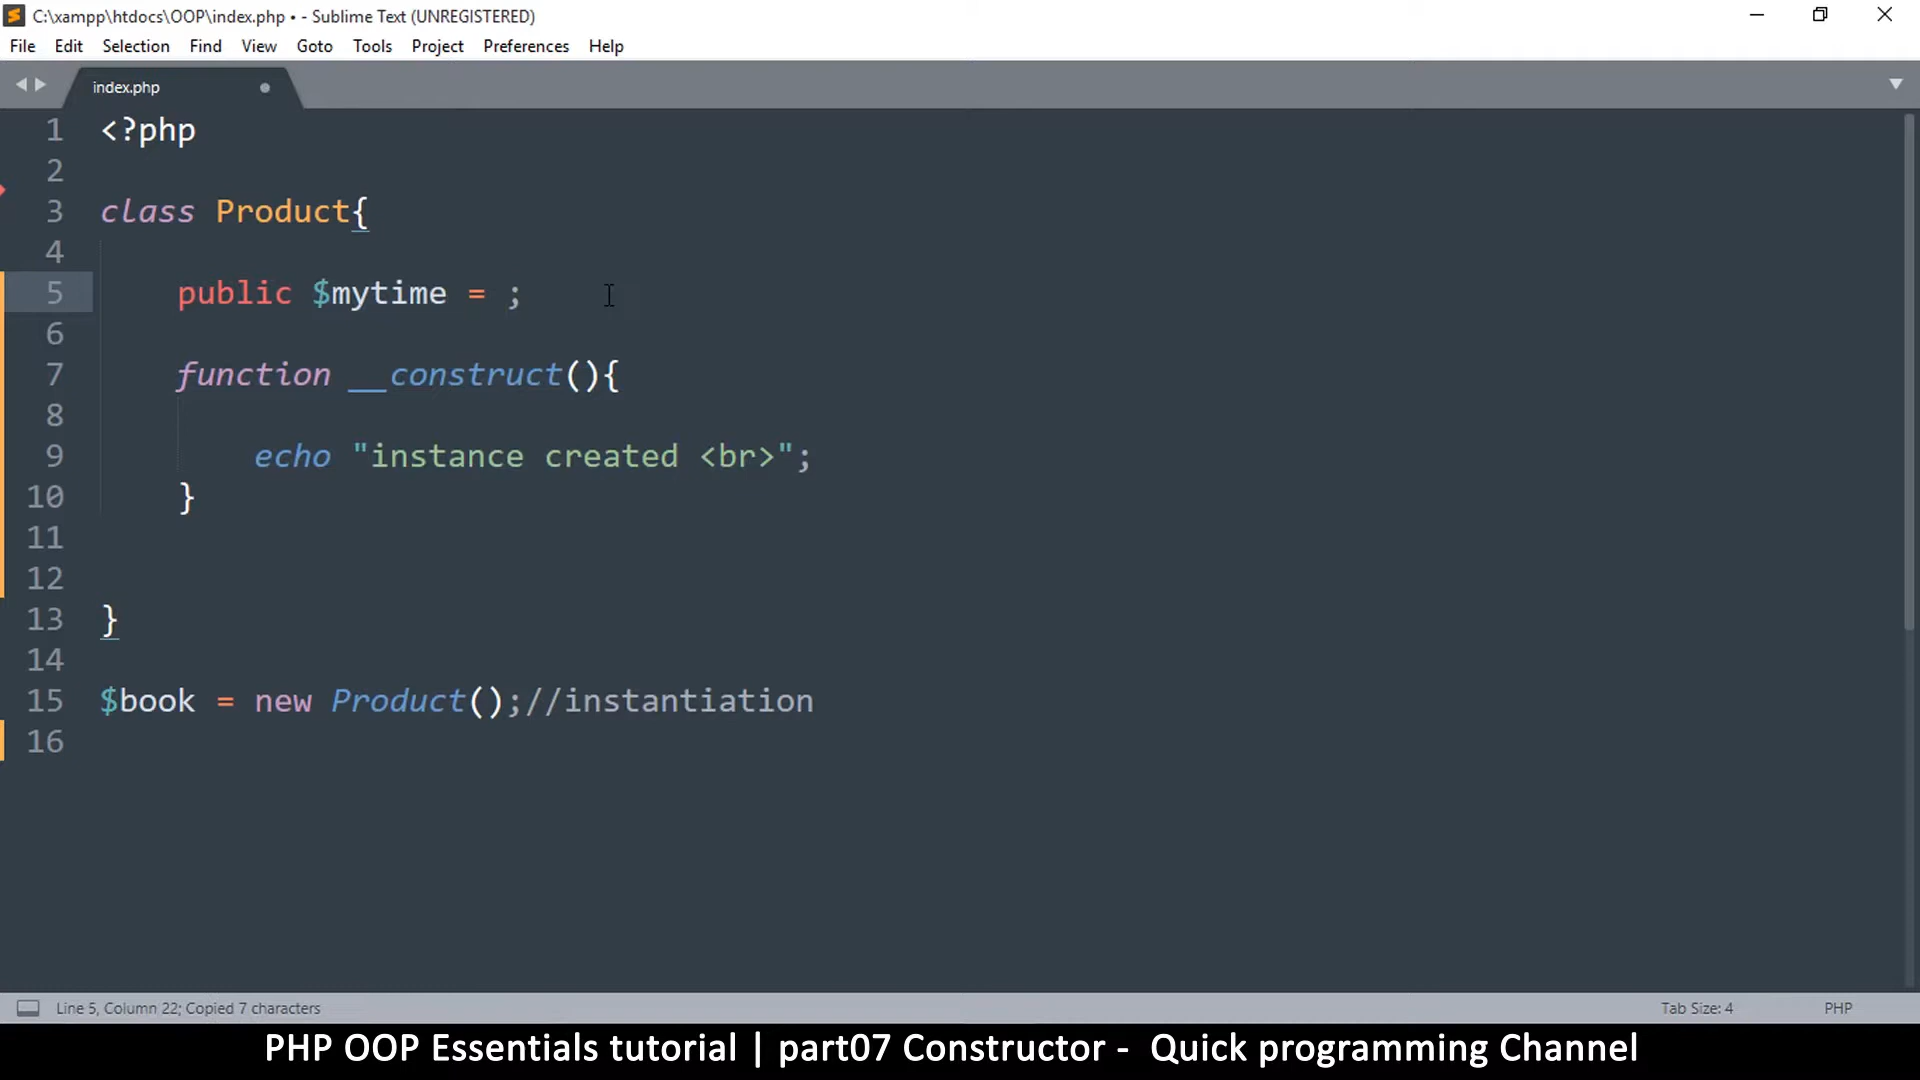 C:\xampp\htdocs\OOP\index.php • - Sublime Text (UNREGISTERED)
File Edit Selection Find View Goto Tools Project Preferences Help
index.php
1 <?php
2
3 class Product{
4
5 public $mytime = ;
6
7 function __construct(){
8
9 echo "instance created <br>";
10 }
11
12
13 }
14
15 $book = new Product();//instantiation
16
Line 5, Column 22; Copied 7 characters Tab Size: 4 PHP
PHP OOP Essentials tutorial | part07 Constructor - Quick programming Channel